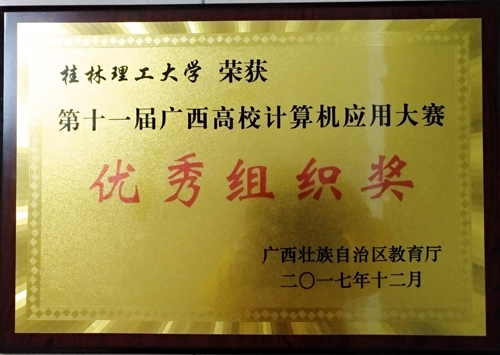 桂林理工大学 荣获
第十一届广西高校计算机应用大赛
优秀组织奖
广西壮族自治区教育厅
二〇一七年十二月